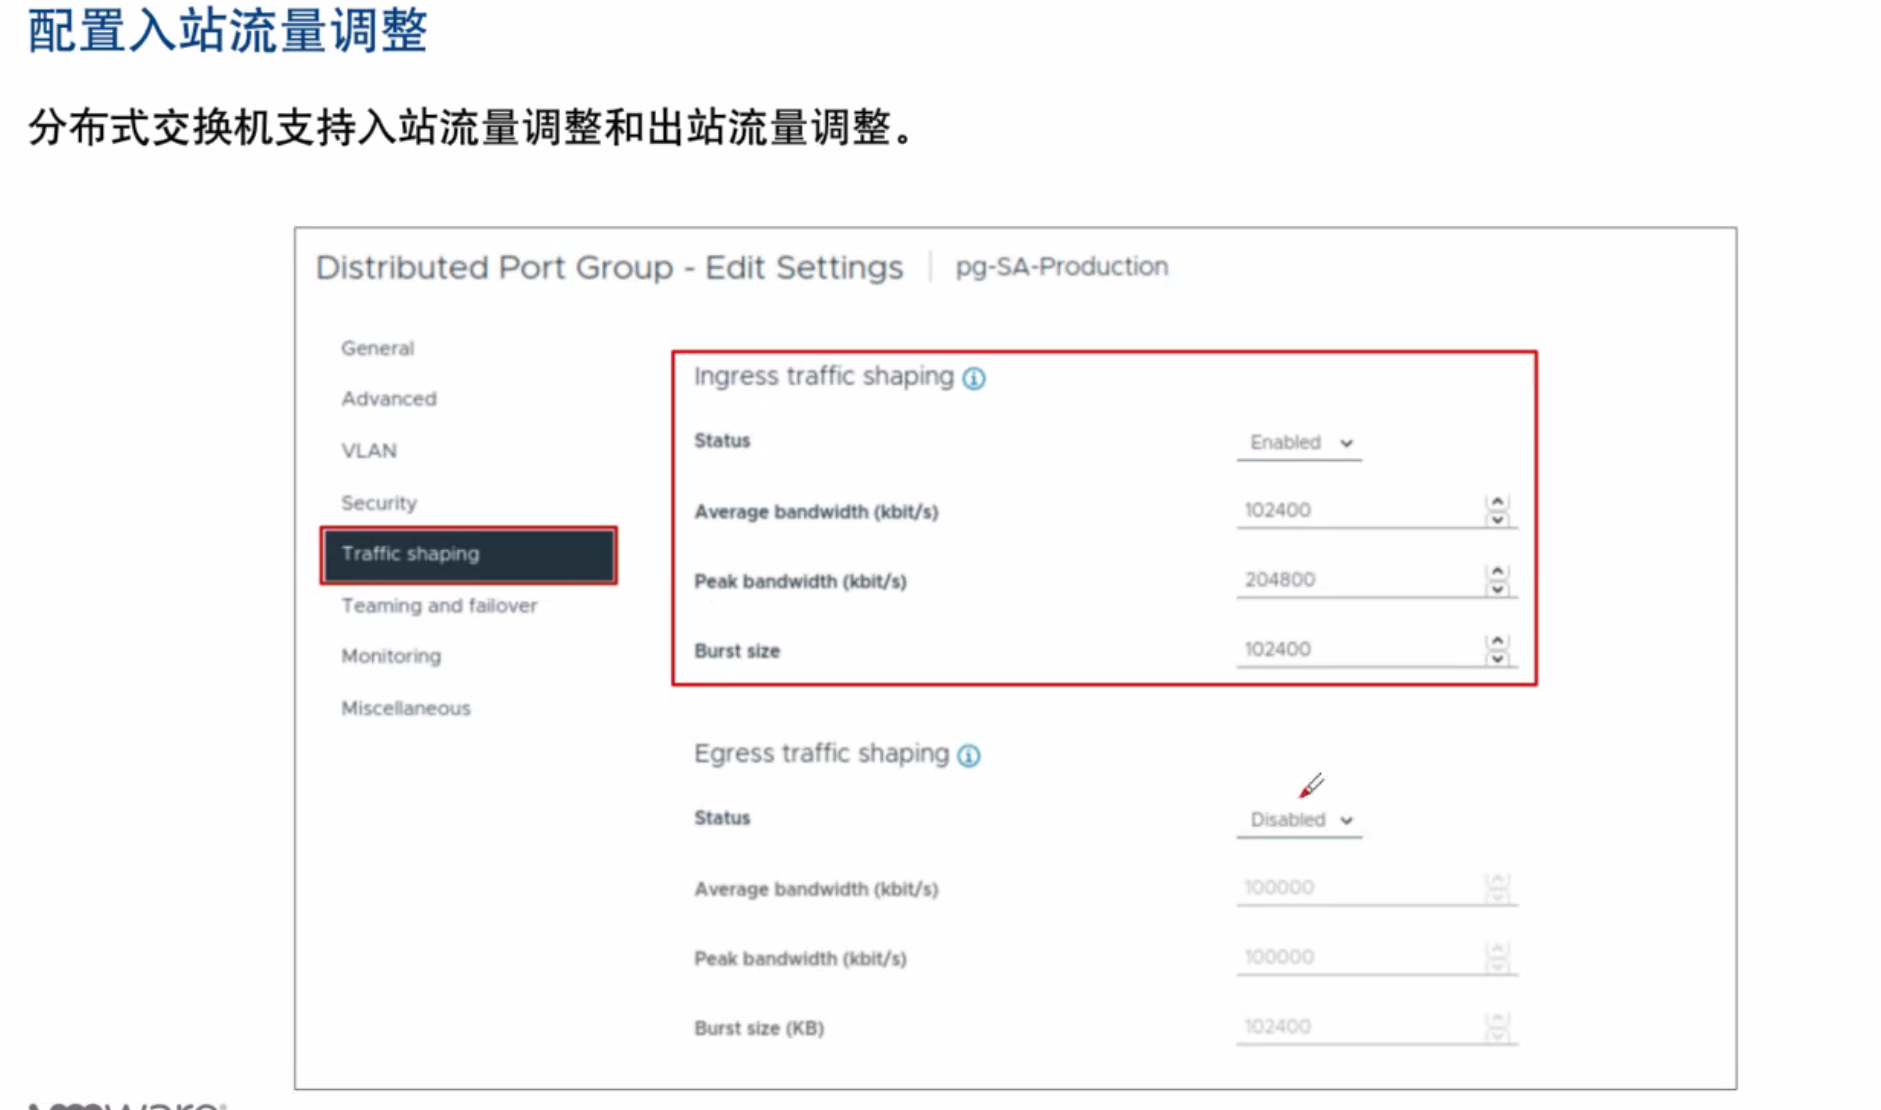 配置入站流量调整
分布式交换机支持入站流量调整和出站流量调整。
Distributed Port Group - Edit Settings | pg-SA-Production
General
Advanced
VLAN
Security
Traffic shaping
Teaming and failover
Monitoring
Miscellaneous
Ingress traffic shaping
Status Enabled
Average bandwidth (kbit/s) 102400
Peak bandwidth (kbit/s) 204800
Burst size 102400
Egress traffic shaping
Status Disabled
Average bandwidth (kbit/s) 100000
Peak bandwidth (kbit/s) 100000
Burst size (KB) 102400
vmware